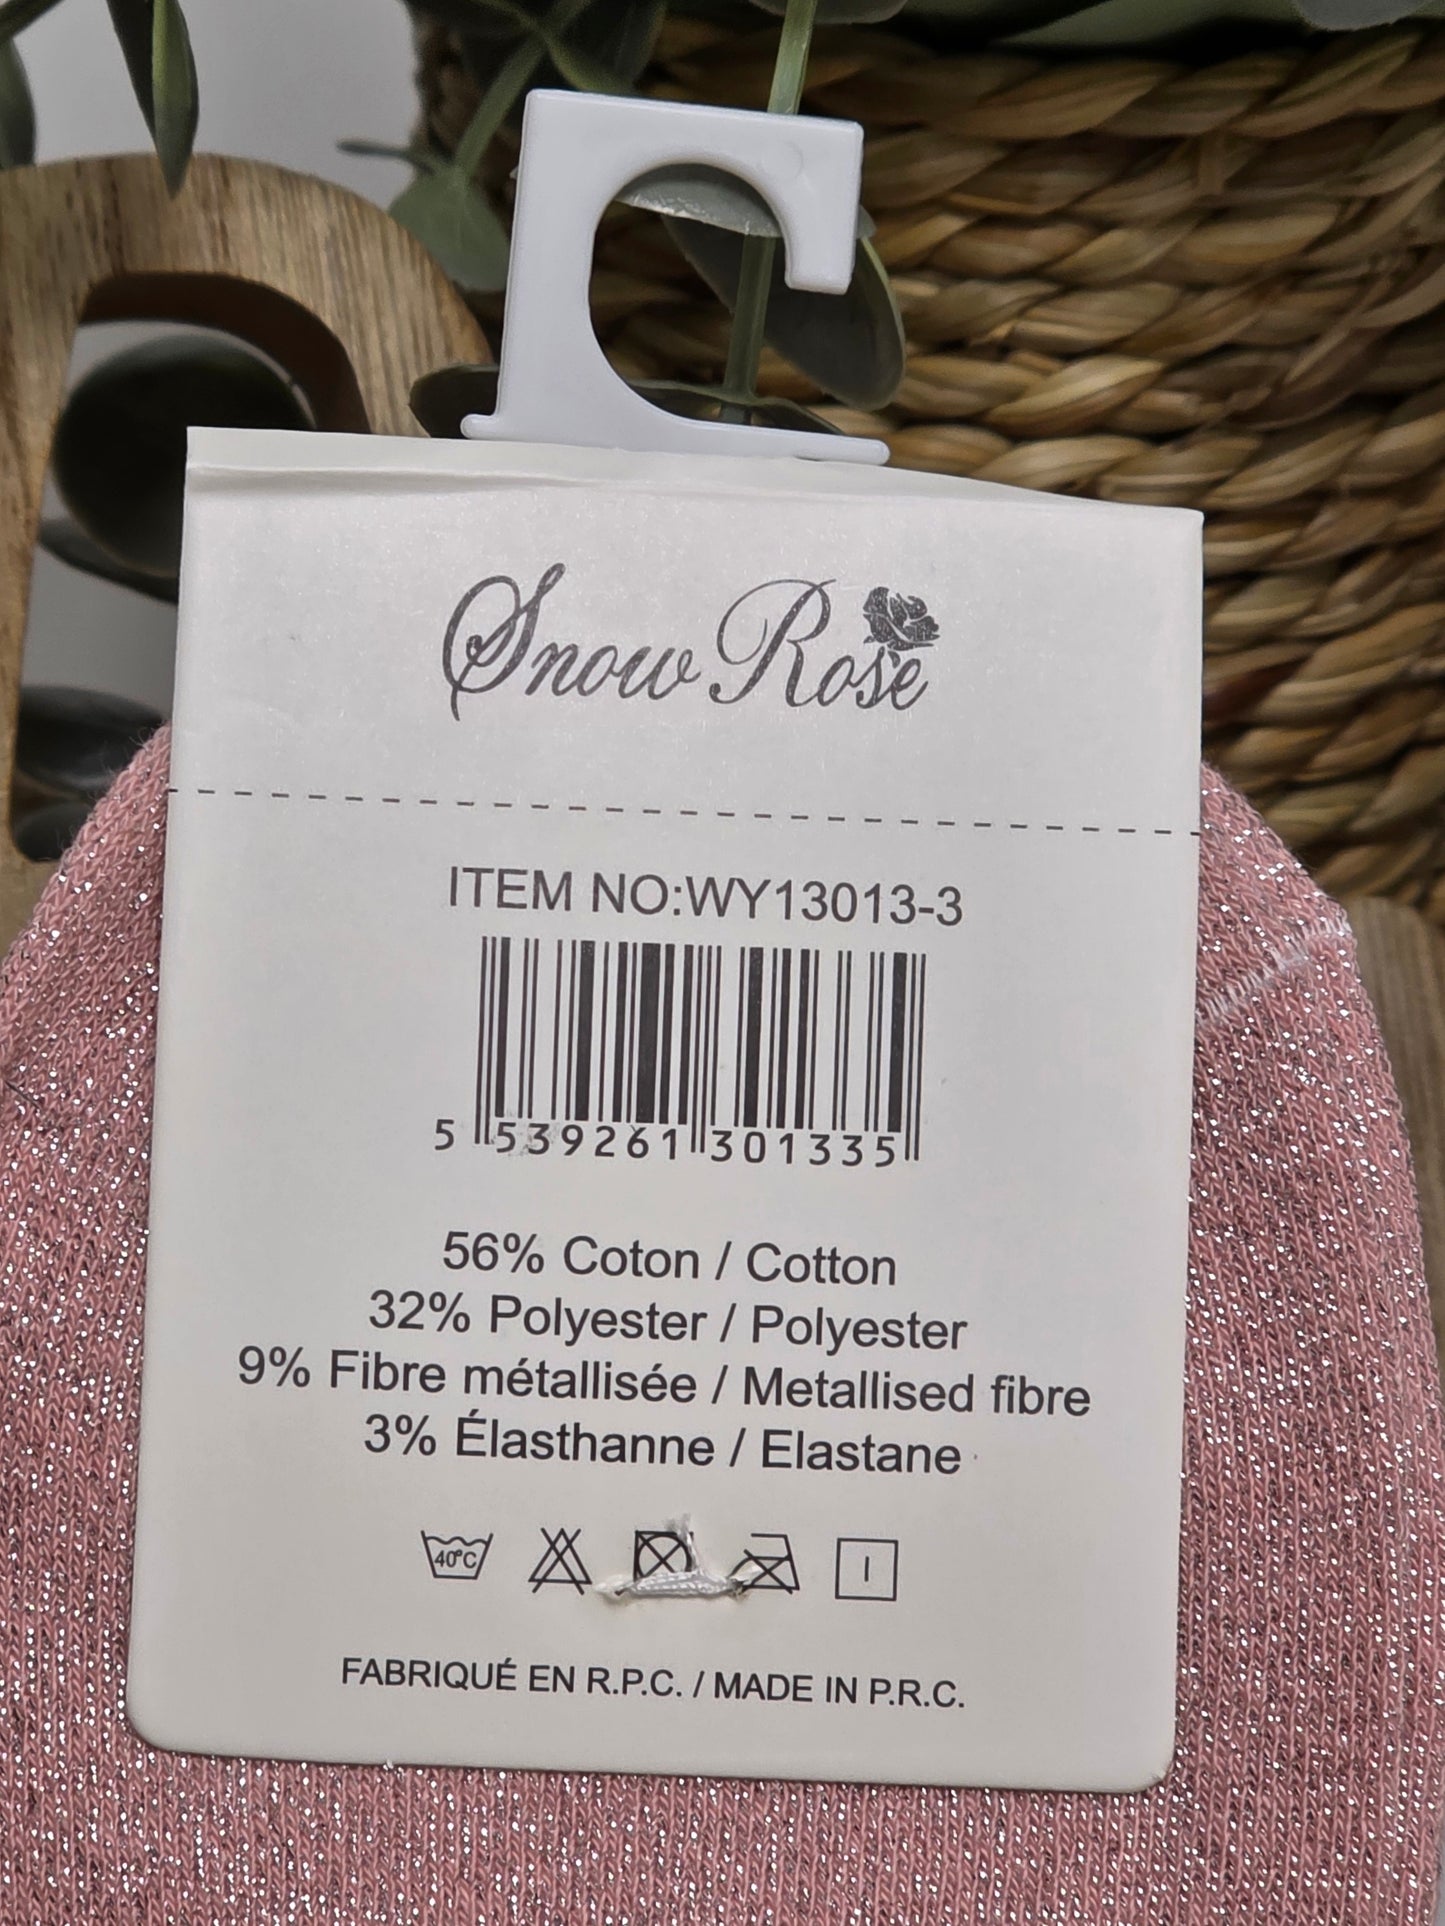 Snow Rose
ITEM NO:WY13013-3
5 539261 301335
56% Coton / Cotton
32% Polyester / Polyester
9% Fibre métallisée / Metallised fibre
3% Élasthanne / Elastane
40°C
FABRIQUÉ EN R.P.C. / MADE IN P.R.C.